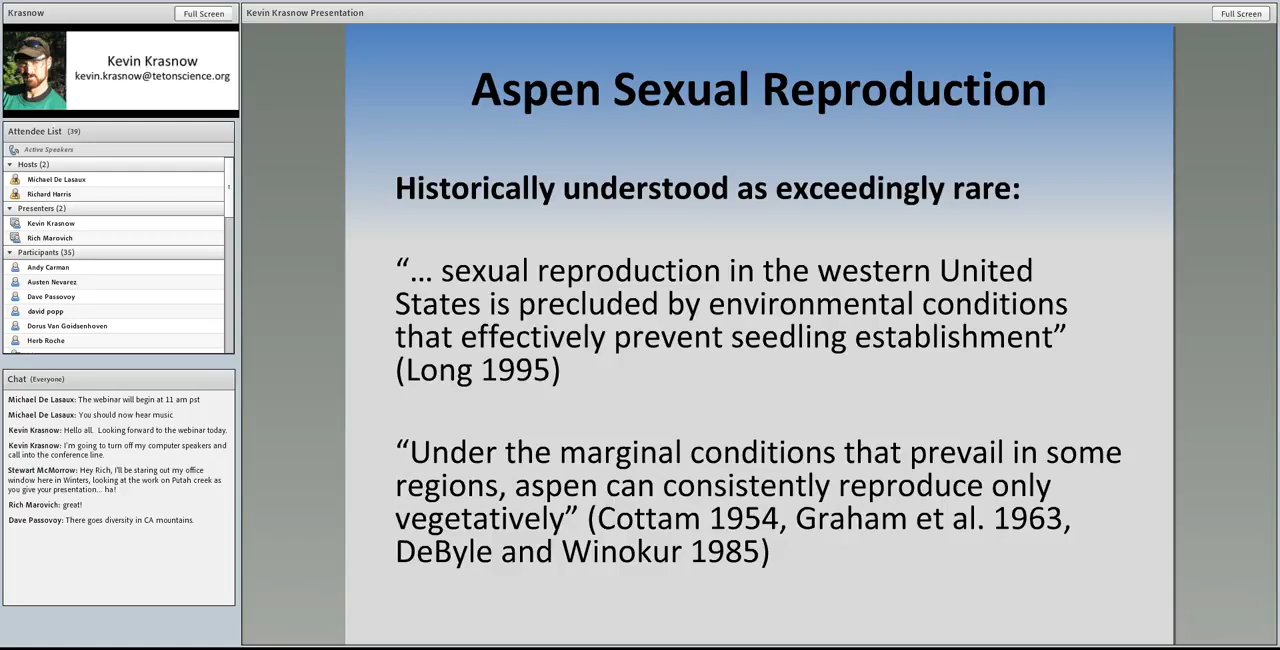 Krasnow
Full Screen
Kevin Krasnow
kevin.krasnow@tetonscience.org
Attendee List (39)
Active Speakers
Hosts (2)
Michael De Lasaux
Richard Harris
Presenters (2)
Kevin Krasnow
Rich Marovich
Participants (35)
Andy Carman
Austen Nevarez
Dave Passovoy
david popp
Dorus Van Goidsenhoven
Herb Roche
Chat (Everyone)
Michael De Lasaux: The webinar will begin at 11 am pst
Michael De Lasaux: You should now hear music
Kevin Krasnow: Hello all. Looking forward to the webinar today.
Kevin Krasnow: I'm going to turn off my computer speakers and
call into the conference line.
Stewart McMorrow: Hey Rich, I'll be staring out my office
window here in Winters, looking at the work on Putah creek as
you give your presentation... ha!
Rich Marovich: great!
Dave Passovoy: There goes diversity in CA mountains.
Kevin Krasnow Presentation
Full Screen
Aspen Sexual Reproduction
Historically understood as exceedingly rare:
“... sexual reproduction in the western United
States is precluded by environmental conditions
that effectively prevent seedling establishment”
(Long 1995)
“Under the marginal conditions that prevail in some
regions, aspen can consistently reproduce only
vegetatively” (Cottam 1954, Graham et al. 1963,
DeByle and Winokur 1985)